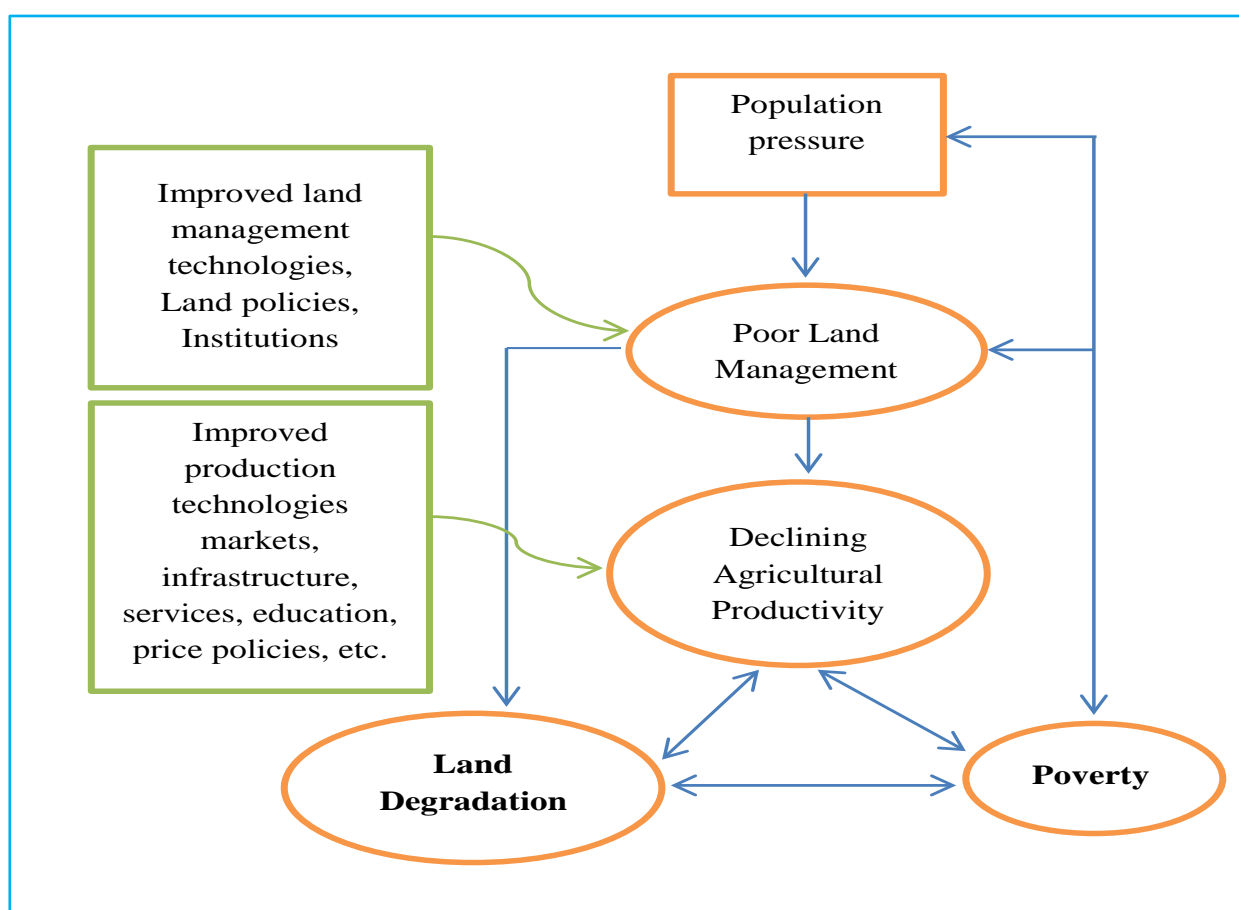 Population
pressure
Improved land
management
technologies,
Land policies,
Institutions
Poor Land
Management
Improved
production
technologies
markets,
infrastructure,
services, education,
price policies, etc.
Declining
Agricultural
Productivity
Land
Degradation
Poverty